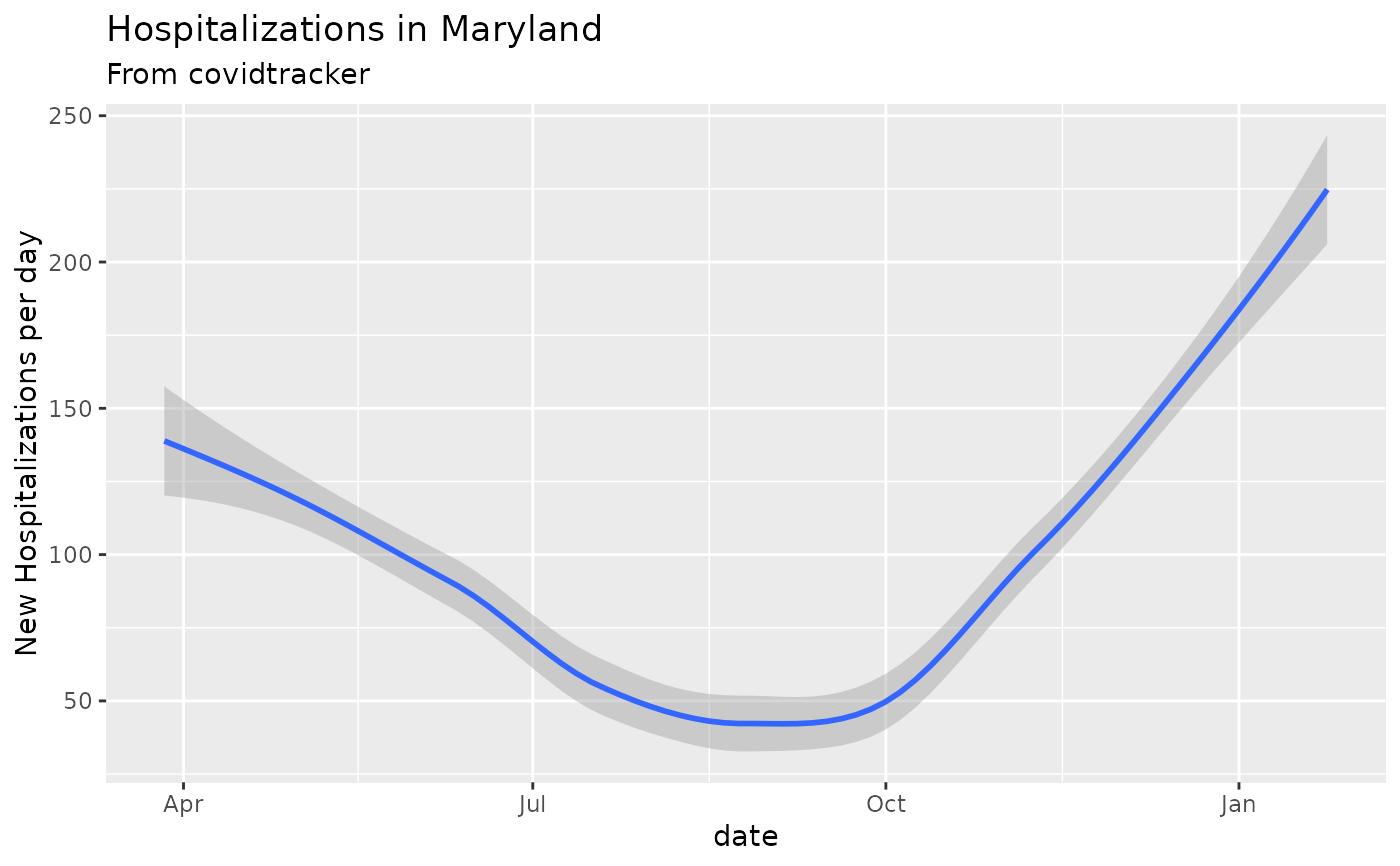 Hospitalizations in Maryland
From covidtracker
New Hospitalizations per day
250
200
150
100
50
Apr
Jul
Oct
Jan
date